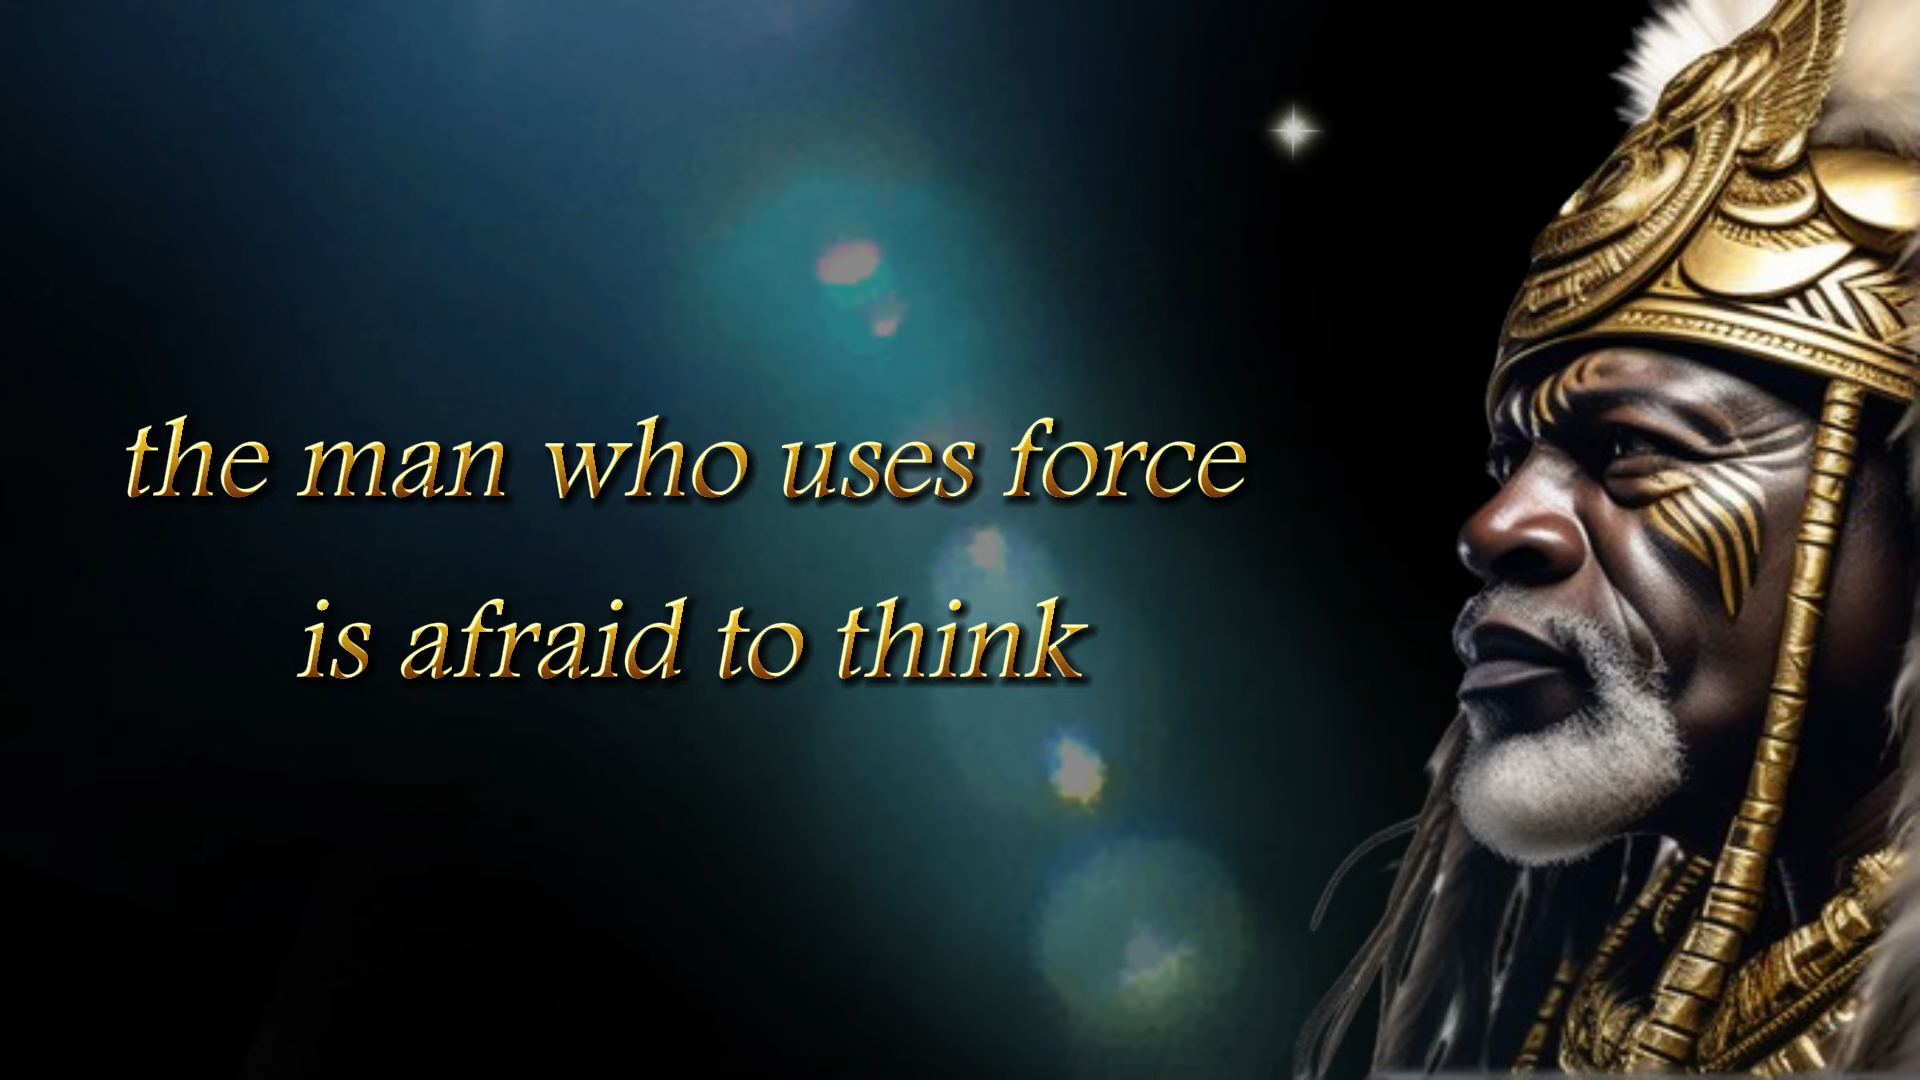 the man who uses force
is afraid to think